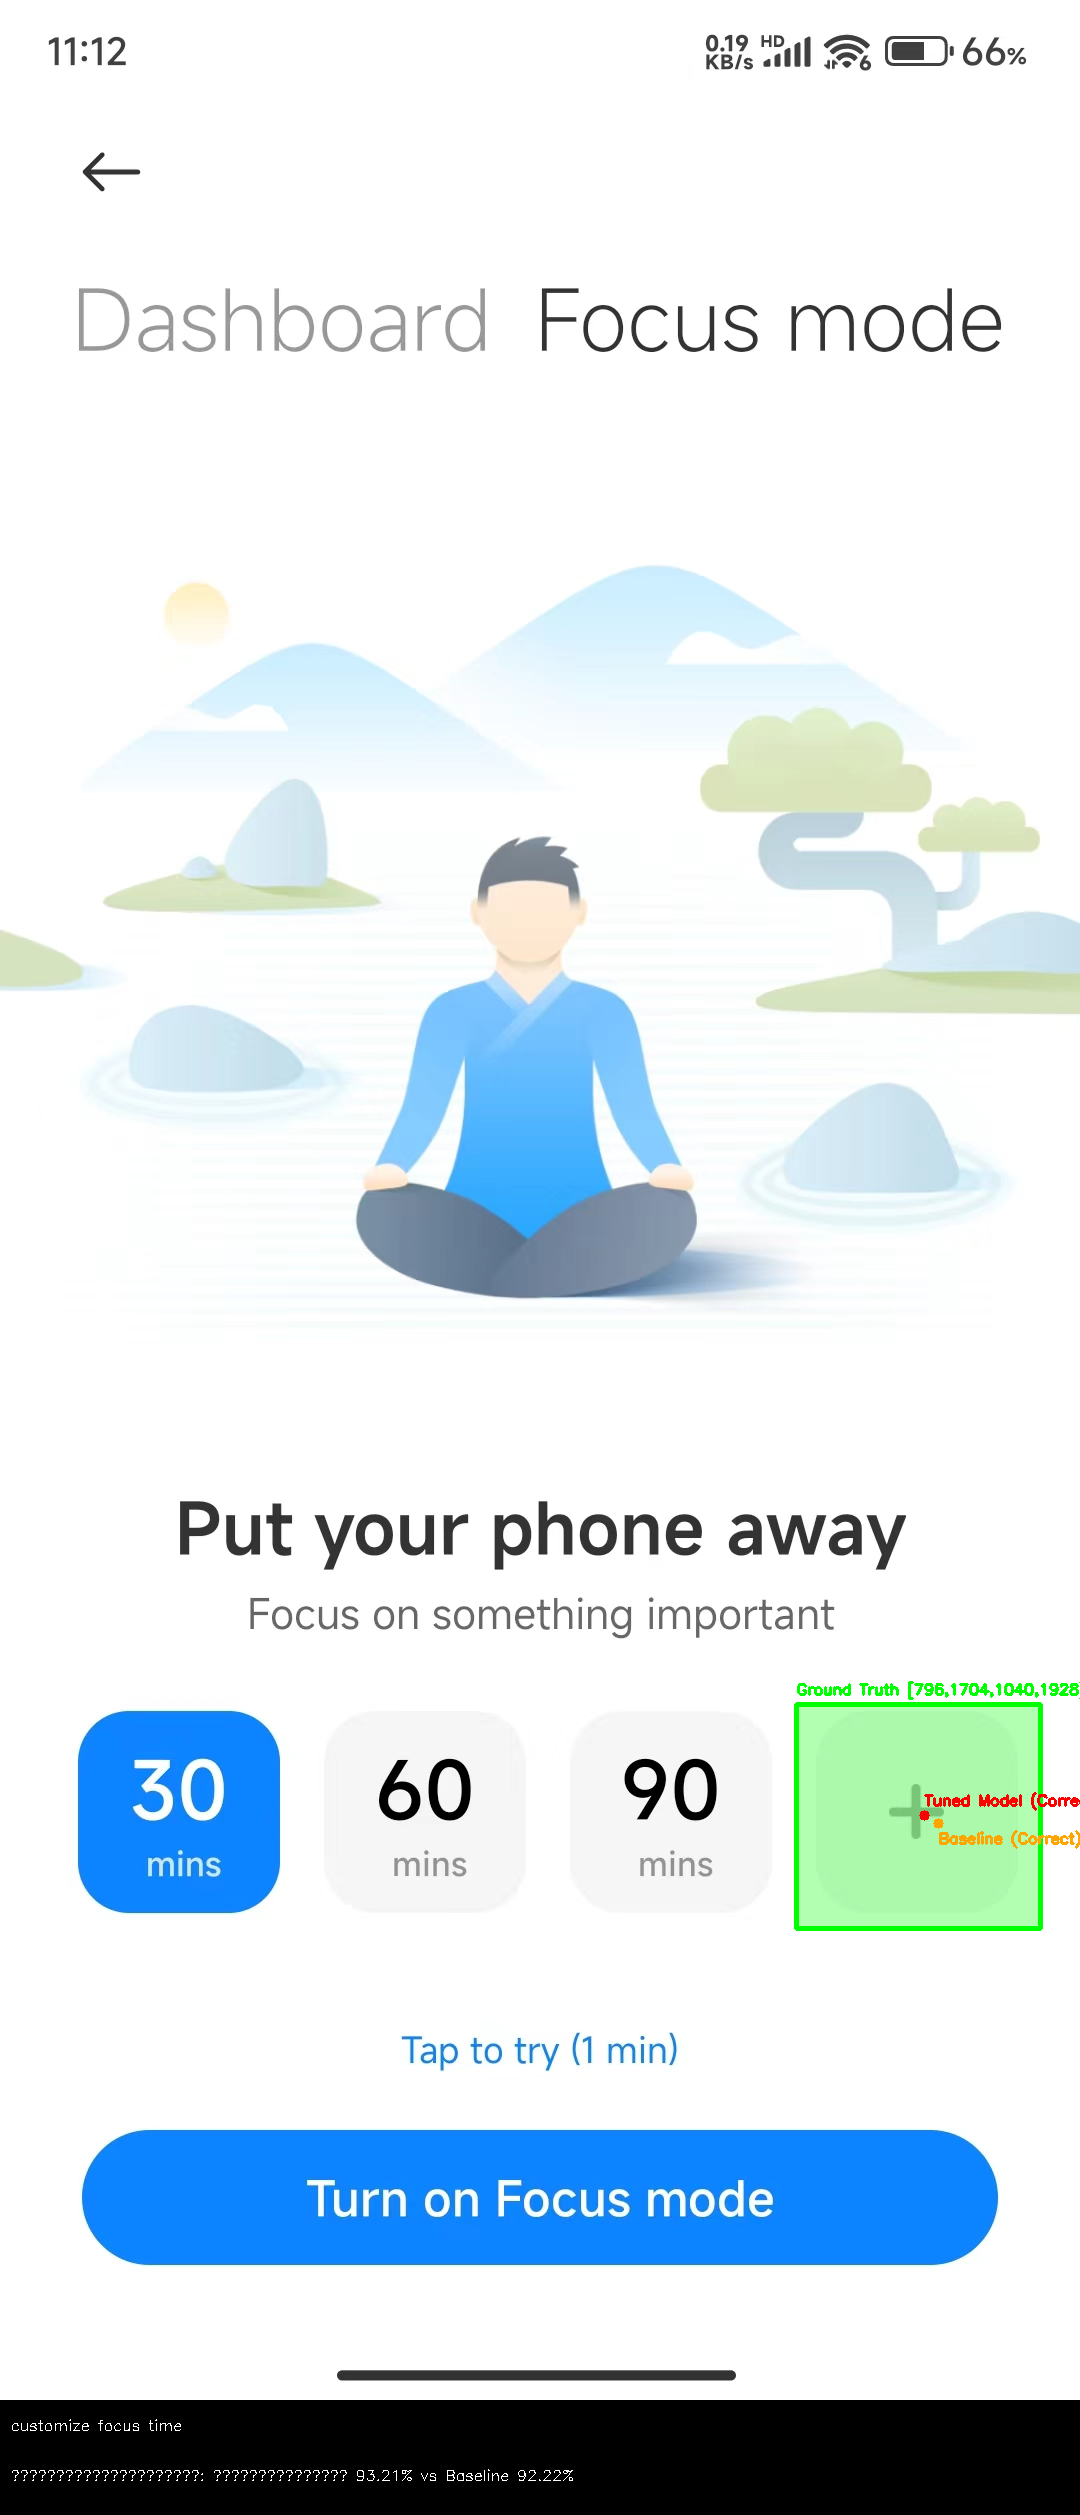 11:12
0.19 KB/s HD 6 66%
Dashboard Focus mode
Put your phone away
Focus on something important
Ground Truth [796,1704,1040,1928]
30 60 90 +
mins mins mins
Tuned Model (Corre
Baseline (Correct)
Tap to try (1 min)
Turn on Focus mode
customize focus time
?????????????????????: ??????????????? 93.21% vs Baseline 92.22%